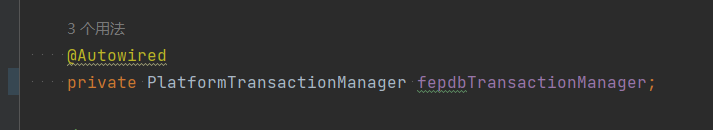 3 个用法
@Autowired
private PlatformTransactionManager fepdbTransactionManager;